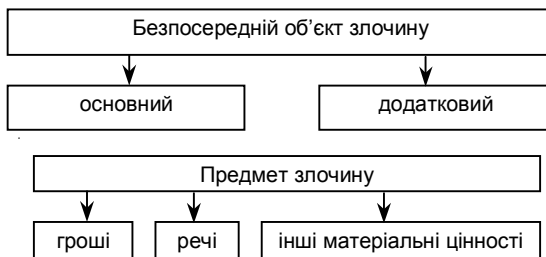 Безпосередній об’єкт злочину
основний додатковий
Предмет злочину
гроші речі інші матеріальні цінності